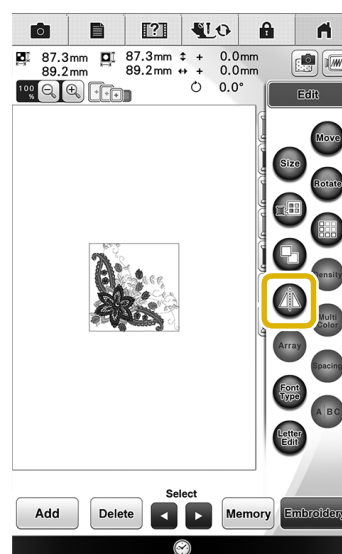 87.3mm 87.3mm + 0.0mm
89.2mm 89.2mm + 0.0mm
100 % 0.0°
Edit
Move
Size
Rotate
ensity
Multi Color
Array
Spacing
Font Type
A BC
Letter Edit
Select
Add Delete Memory Embroidery